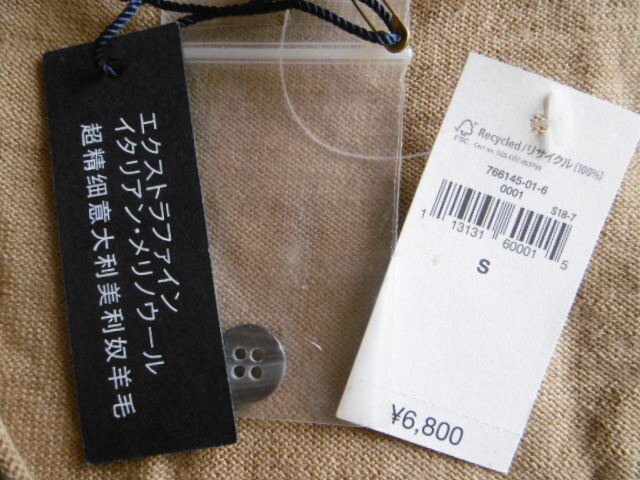 エクストラファイン
イタリアン・メリノウール
超精细意大利美利奴羊毛
FSC
Recycled/リサイクル (100%)
766145-01-6
0001
S18-7
1 13131 60001 5
S
¥6,800